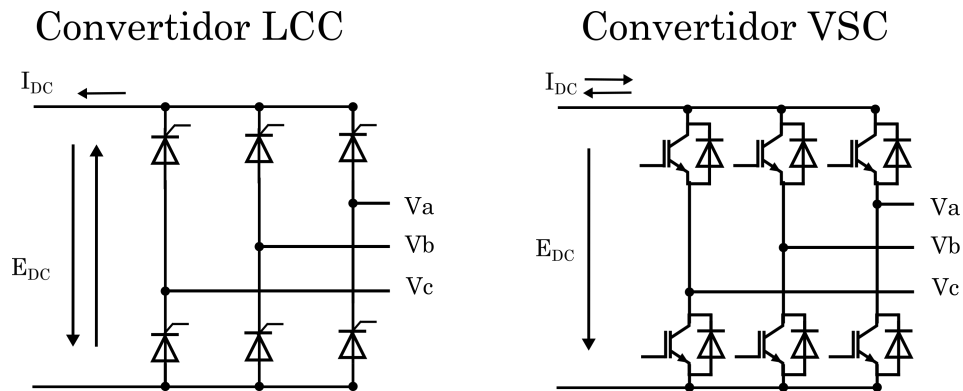 Convertidor LCC
I_DC
E_DC
Va
Vb
Vc
Convertidor VSC
I_DC
E_DC
Va
Vb
Vc